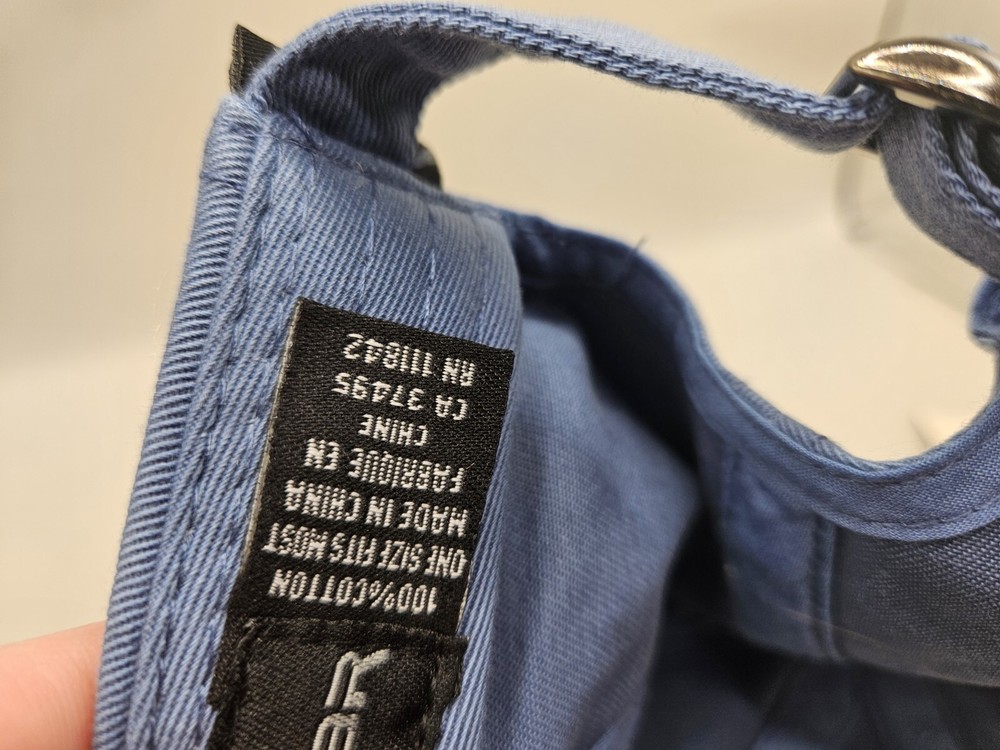 100% COTTON
ONE SIZE FITS MOST
MADE IN CHINA
FABRIQUE EN
CHINE
CA 37495
RN 111842